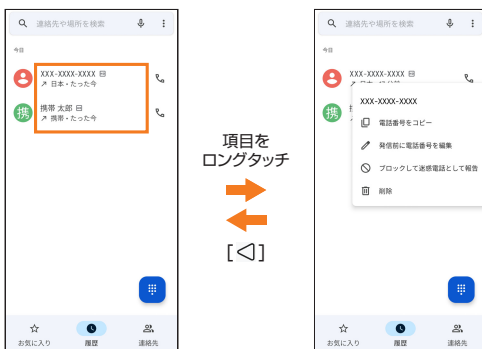 連絡先や場所を検索
今日
XXX-XXXX-XXXX
日本・たった今
携
携帯 太郎
携帯・たった今
お気に入り
履歴
連絡先
項目を
ロングタッチ
[◁]
連絡先や場所を検索
今日
XXX-XXXX-XXXX
携
XXX-XXXX-XXXX
電話番号をコピー
発信前に電話番号を編集
ブロックして迷惑電話として報告
削除
お気に入り
履歴
連絡先